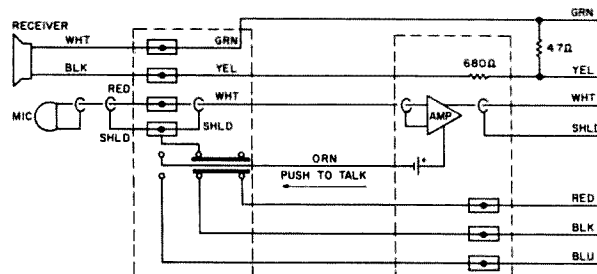 GRN
RECEIVER
WHT
GRN
47Ω
BLK
YEL
680Ω
YEL
RED
WHT
WHT
MIC
AMP
SHLD
SHLD
SHLD
ORN
+
PUSH TO TALK
RED
BLK
BLU